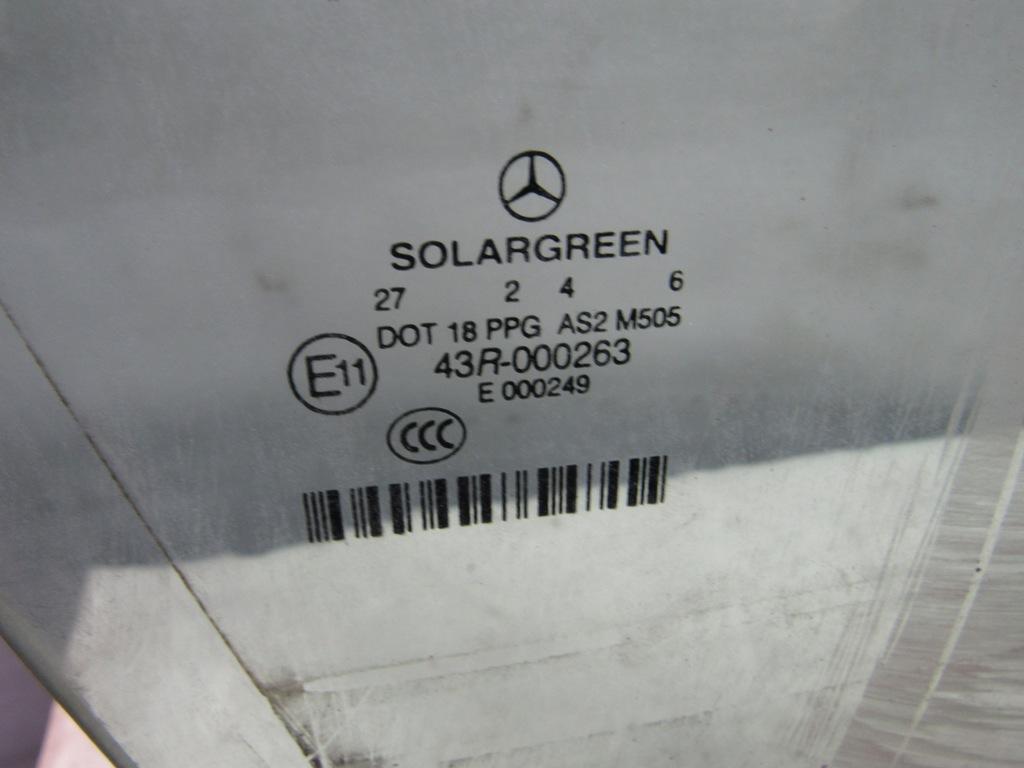 SOLARGREEN
27 2 4 6
DOT 18 PPG AS2 M505
43R-000263
E11
E 000249
CCC